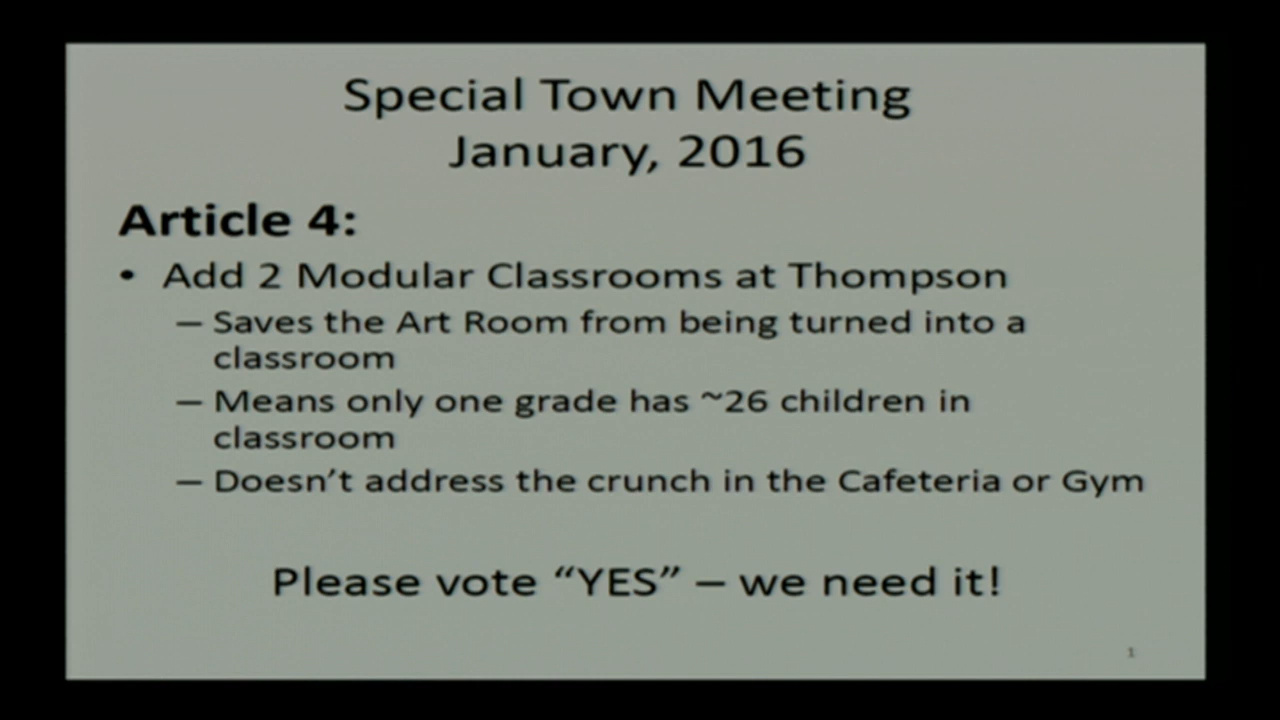 Special Town Meeting
January, 2016
Article 4:
• Add 2 Modular Classrooms at Thompson
– Saves the Art Room from being turned into a
classroom
– Means only one grade has ~26 children in
classroom
– Doesn’t address the crunch in the Cafeteria or Gym
Please vote “YES” – we need it!
1